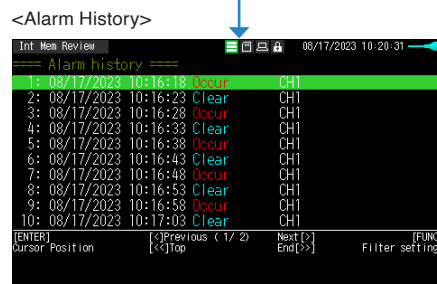 <Alarm History>
Int Mem Review 08/17/2023 10:20:31
==== Alarm history ====
1: 08/17/2023 10:16:18 Occur CH1
2: 08/17/2023 10:16:23 Clear CH1
3: 08/17/2023 10:16:28 Occur CH1
4: 08/17/2023 10:16:33 Clear CH1
5: 08/17/2023 10:16:38 Occur CH1
6: 08/17/2023 10:16:43 Clear CH1
7: 08/17/2023 10:16:48 Occur CH1
8: 08/17/2023 10:16:53 Clear CH1
9: 08/17/2023 10:16:58 Occur CH1
10: 08/17/2023 10:17:03 Clear CH1
[ENTER] [<]Previous ( 1/ 2) Next[>] [FUNC
Cursor Position [<<]Top End[>>] Filter setting